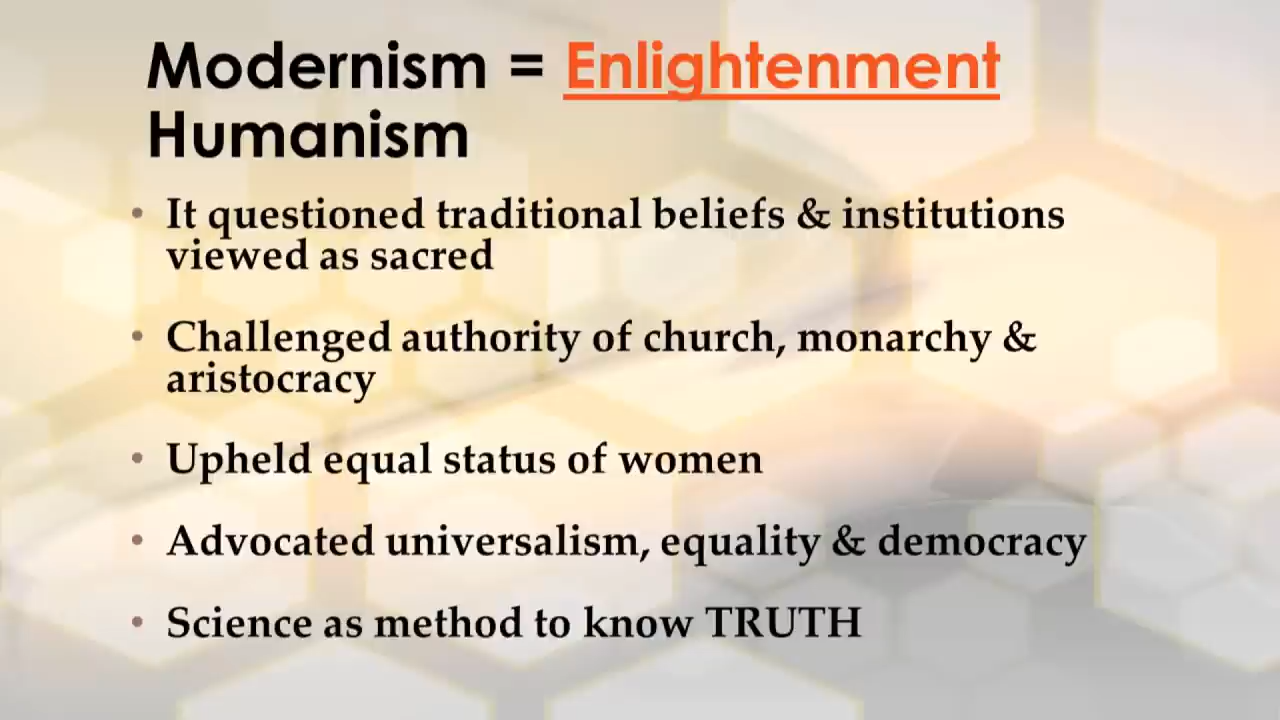 Modernism = Enlightenment
Humanism
• It questioned traditional beliefs & institutions
viewed as sacred
• Challenged authority of church, monarchy &
aristocracy
• Upheld equal status of women
• Advocated universalism, equality & democracy
• Science as method to know TRUTH